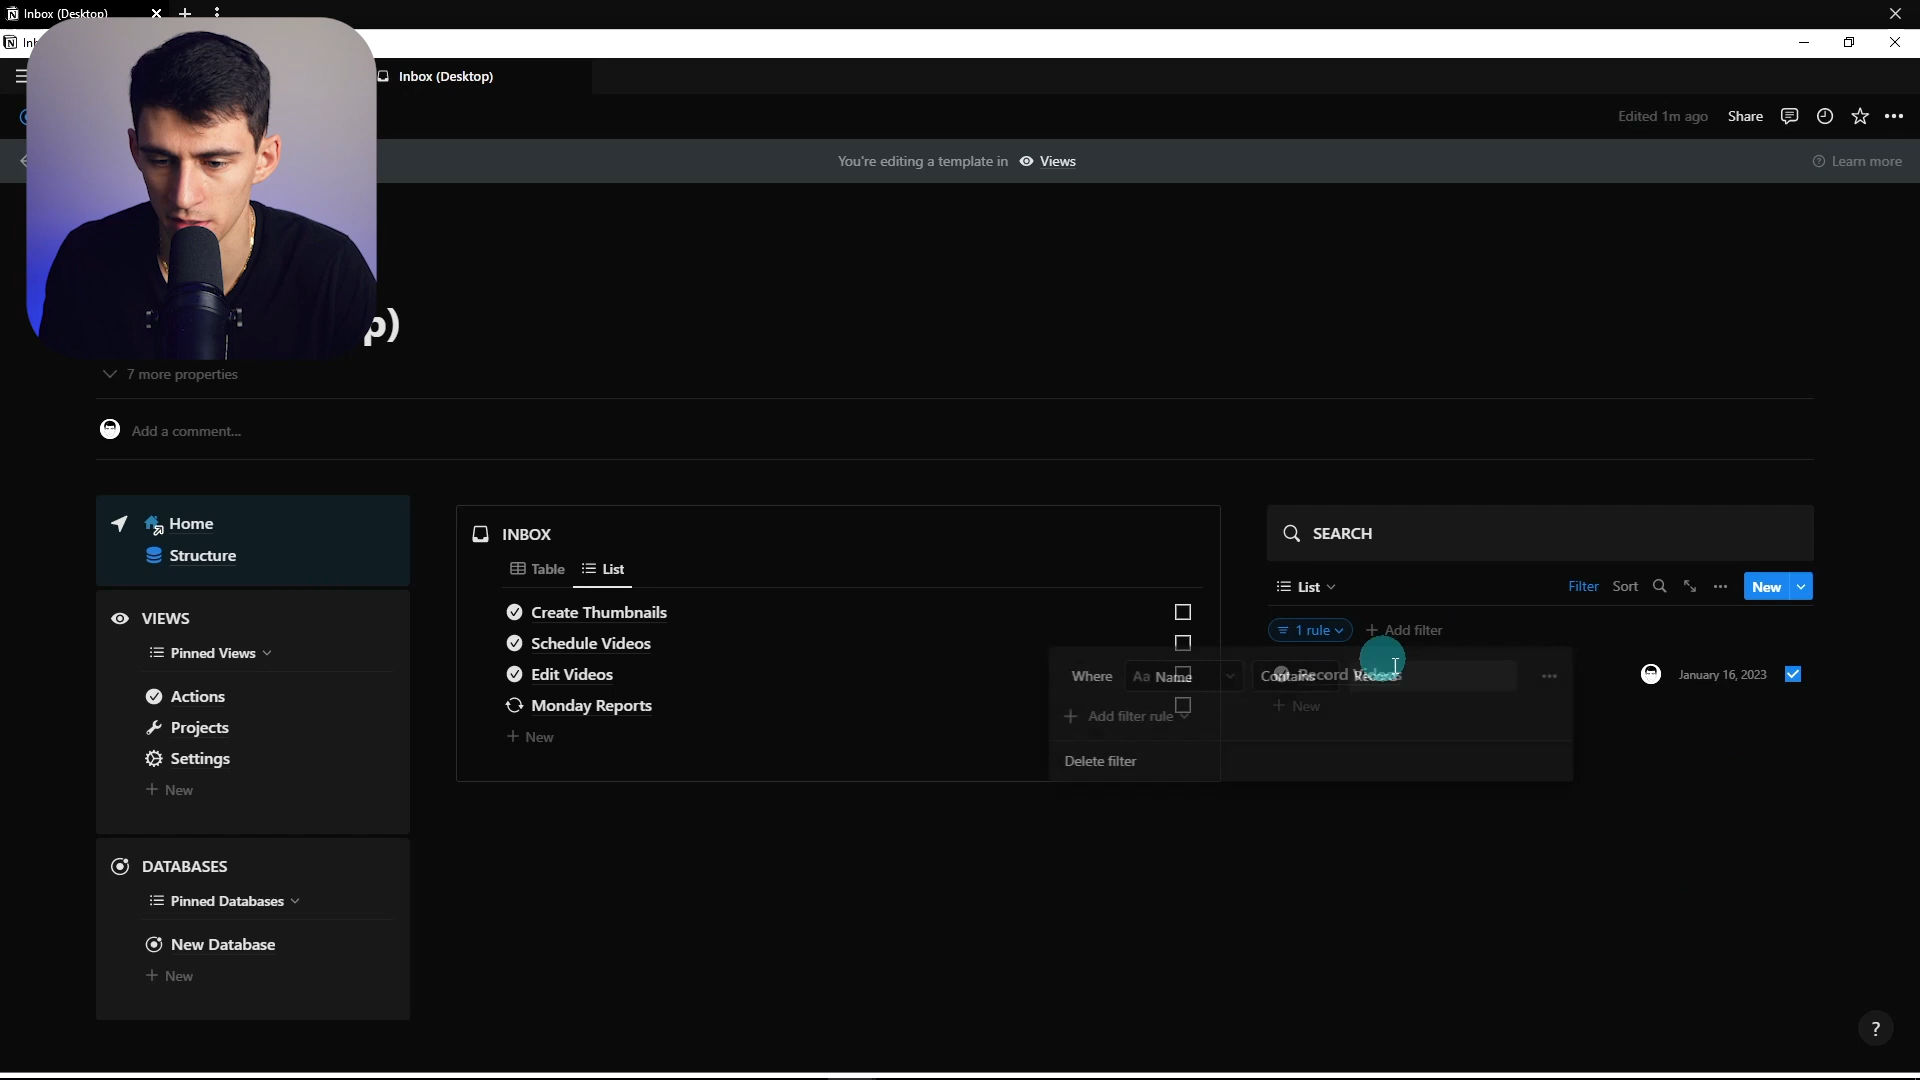 Inbox (Desktop)
Inbox (Desktop)
Edited 1m ago
Share
You're editing a template in Views
Learn more
p)
7 more properties
Add a comment...
Home
Structure
VIEWS
Pinned Views
Actions
Projects
Settings
New
DATABASES
Pinned Databases
New Database
New
INBOX
Table
List
Create Thumbnails
Schedule Videos
Edit Videos
Monday Reports
New
SEARCH
List
Filter
Sort
New
1 rule
Add filter
Where
Aa Name
Contains
Record Videos
January 16, 2023
New
Add filter rule
Delete filter
?